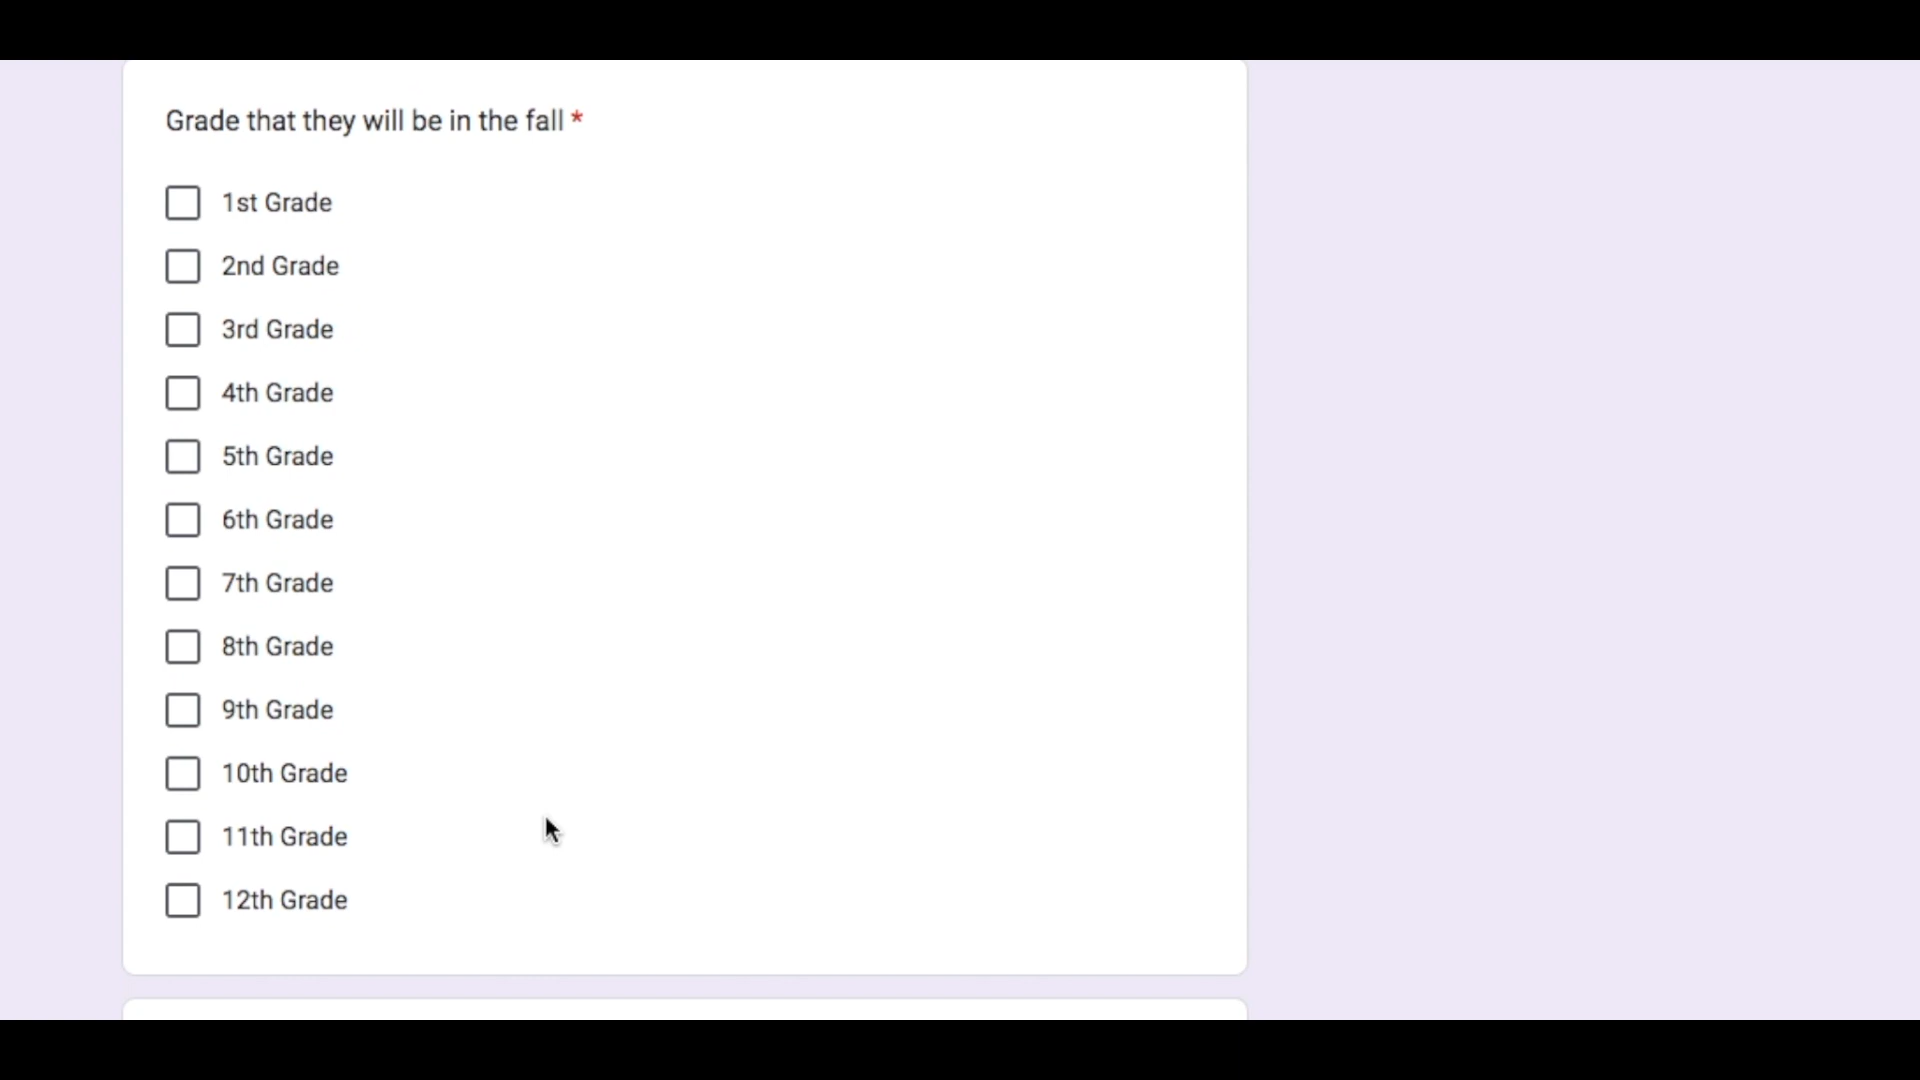 Grade that they will be in the fall *
1st Grade
2nd Grade
3rd Grade
4th Grade
5th Grade
6th Grade
7th Grade
8th Grade
9th Grade
10th Grade
11th Grade
12th Grade